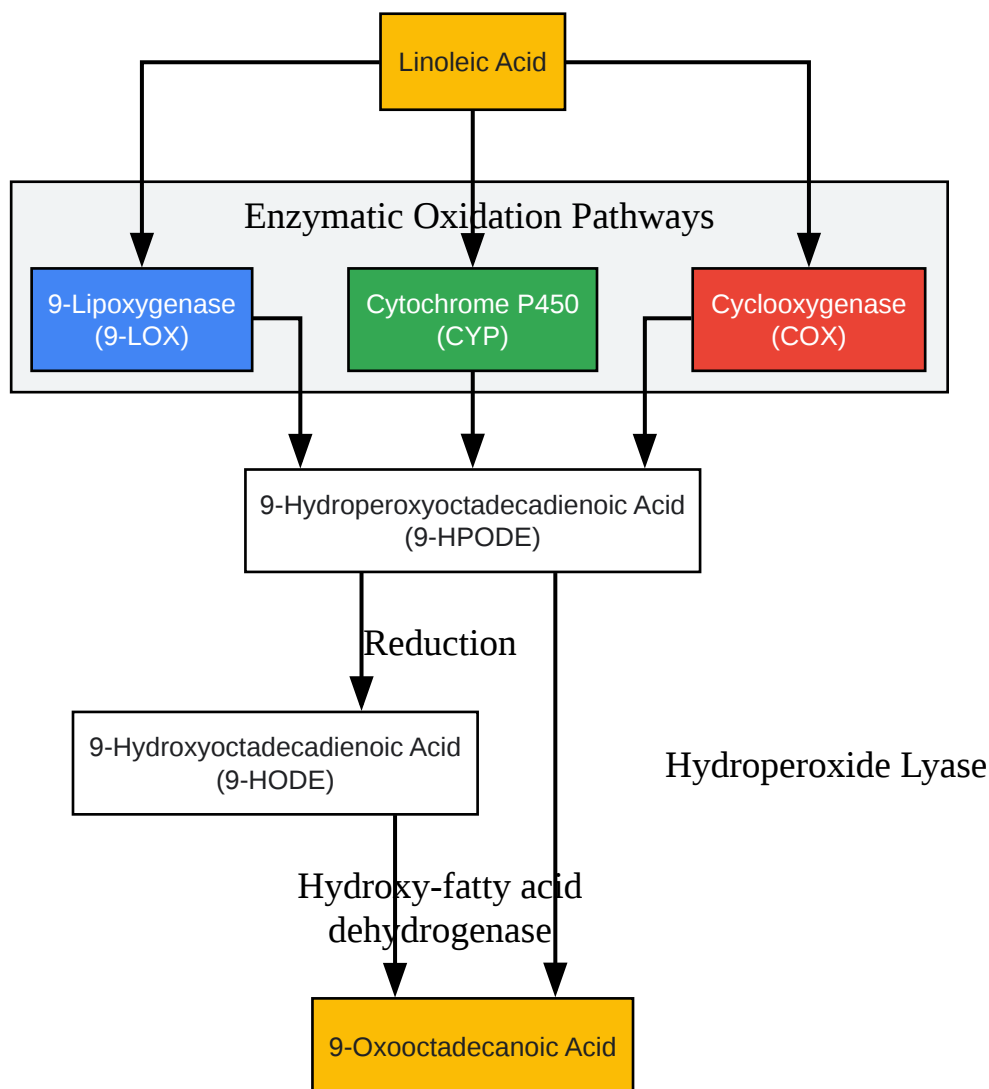 Linoleic Acid
Enzymatic Oxidation Pathways
9-Lipoxygenase
(9-LOX)
Cytochrome P450
(CYP)
Cyclooxygenase
(COX)
9-Hydroperoxyoctadecadienoic Acid
(9-HPODE)
Reduction
9-Hydroxyoctadecadienoic Acid
(9-HODE)
Hydroperoxide Lyase
Hydroxy-fatty acid
dehydrogenase
9-Oxooctadecanoic Acid